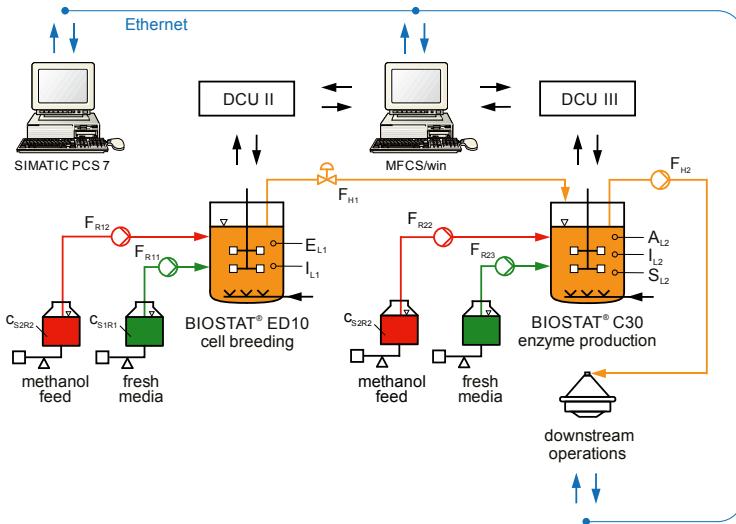 Ethernet
DCU II
DCU III
SIMATIC PCS 7
MFCS/win
F_H1
F_H2
F_R12
F_R11
E_L1
I_L1
F_R22
F_R23
A_L2
I_L2
S_L2
c_S2R2
c_S1R1
BIOSTAT® ED10
cell breeding
c_S2R2
BIOSTAT® C30
enzyme production
methanol
feed
fresh
media
methanol
feed
fresh
media
downstream
operations